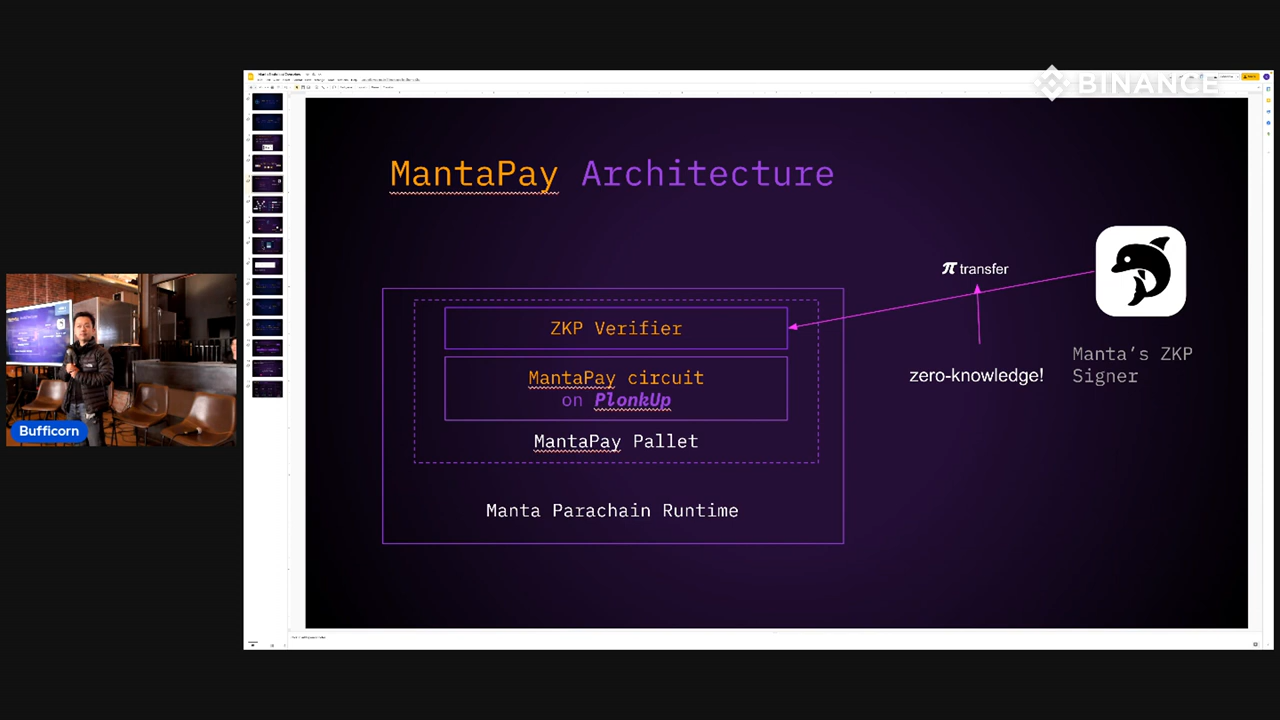 BINANCE
MantaPay Architecture
π transfer
ZKP Verifier
MantaPay circuit
on PlonkUp
MantaPay Pallet
Manta Parachain Runtime
zero-knowledge!
Manta's ZKP
Signer
Bufficorn